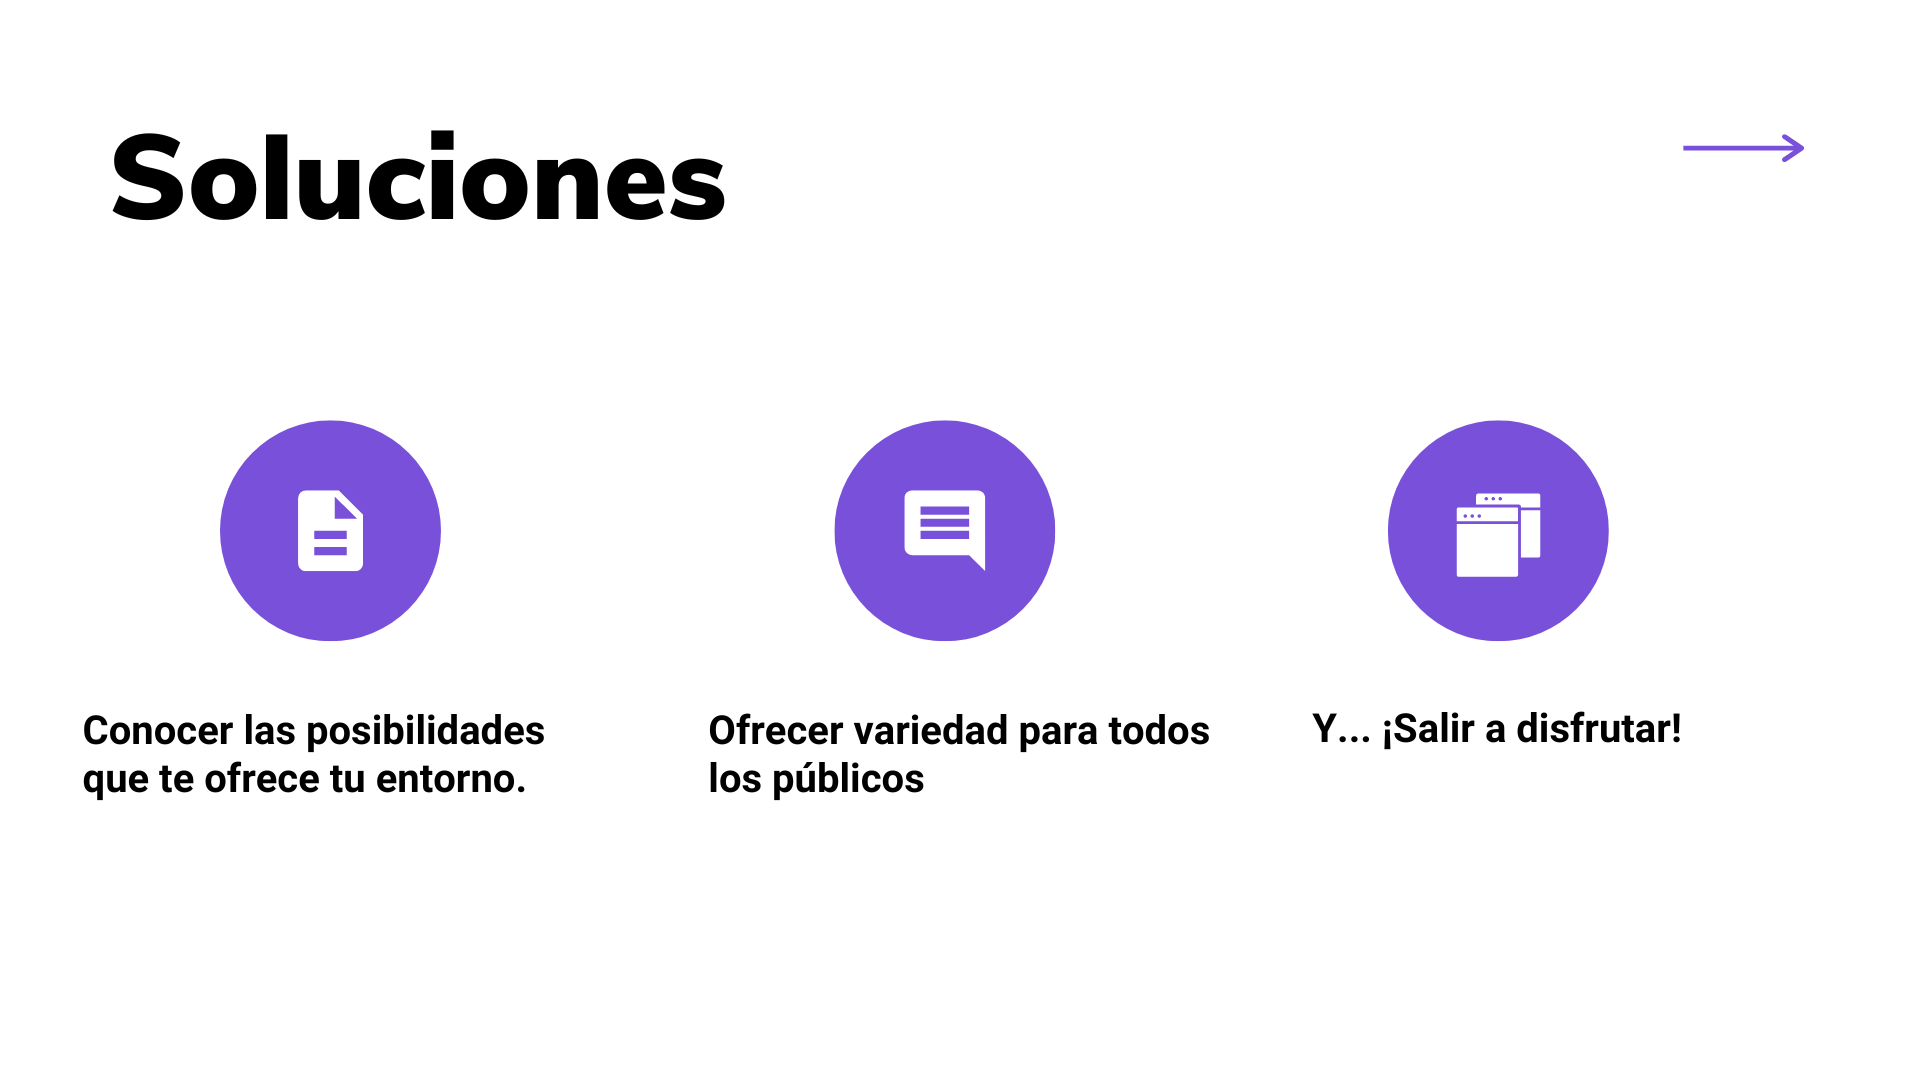 Soluciones
Conocer las posibilidades
que te ofrece tu entorno.
Ofrecer variedad para todos
los públicos
Y... ¡Salir a disfrutar!